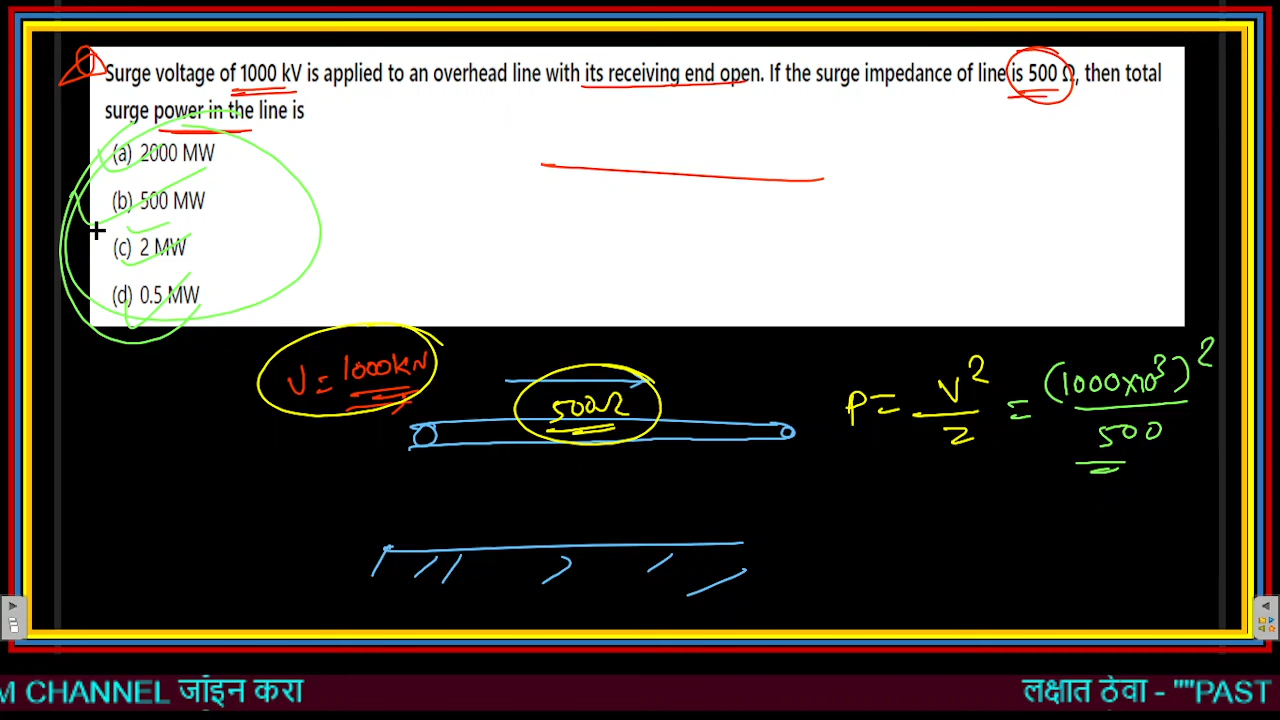 Surge voltage of 1000 kV is applied to an overhead line with its receiving end open. If the surge impedance of line is 500 Ω, then total
surge power in the line is
(a) 2000 MW
(b) 500 MW
(c) 2 MW
(d) 0.5 MW
V = 1000kV
500Ω
P = V² / Z = (1000×10³)² / 500
M CHANNEL जॉइन करा
लक्षात ठेवा - ""PAST